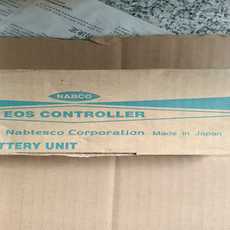 NABCO
EOS CONTROLLER
Nabtesco Corporation Made in Japan
TTERY UNIT